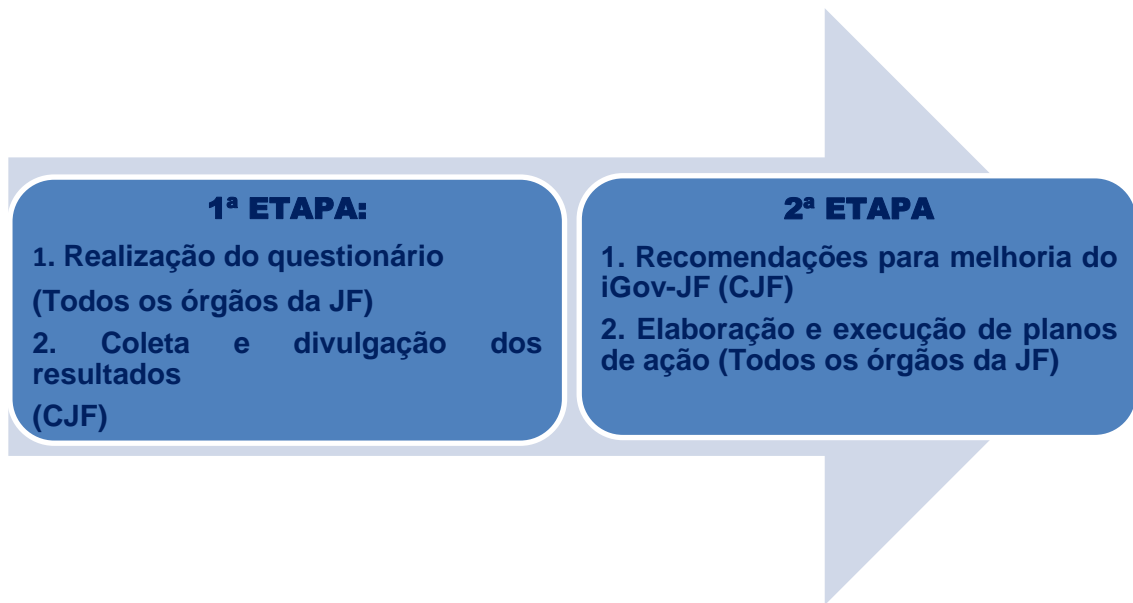 1ª ETAPA:
1. Realização do questionário
(Todos os órgãos da JF)
2. Coleta e divulgação dos
resultados
(CJF)
2ª ETAPA
1. Recomendações para melhoria do
iGov-JF (CJF)
2. Elaboração e execução de planos
de ação (Todos os órgãos da JF)